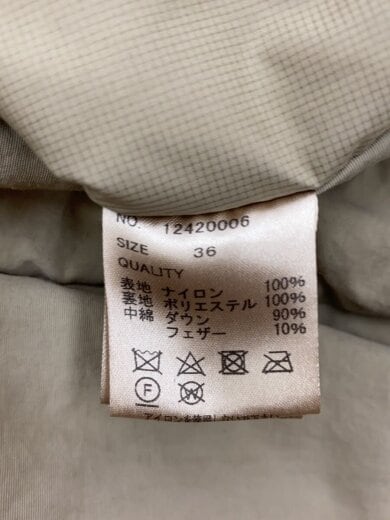 NO. 12420006
SIZE 36
QUALITY
表地 ナイロン 100%
裏地 ポリエステル 100%
中綿 ダウン 90%
フェザー 10%
F W